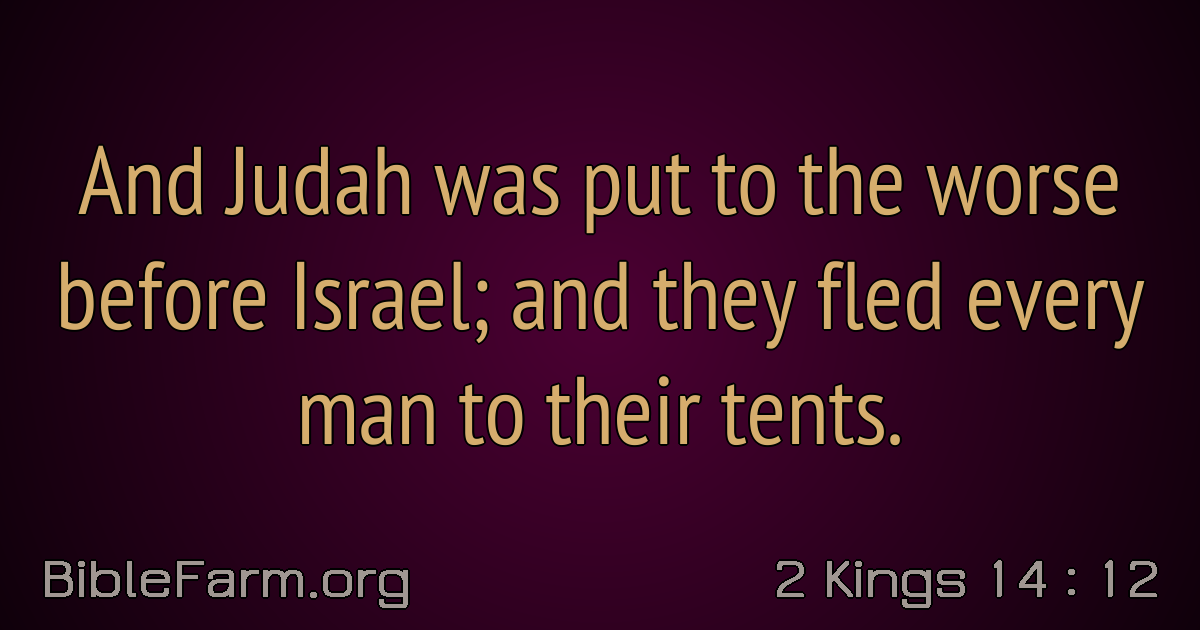 And Judah was put to the worse
before Israel; and they fled every
man to their tents.
BibleFarm.org
2 Kings 14 : 12